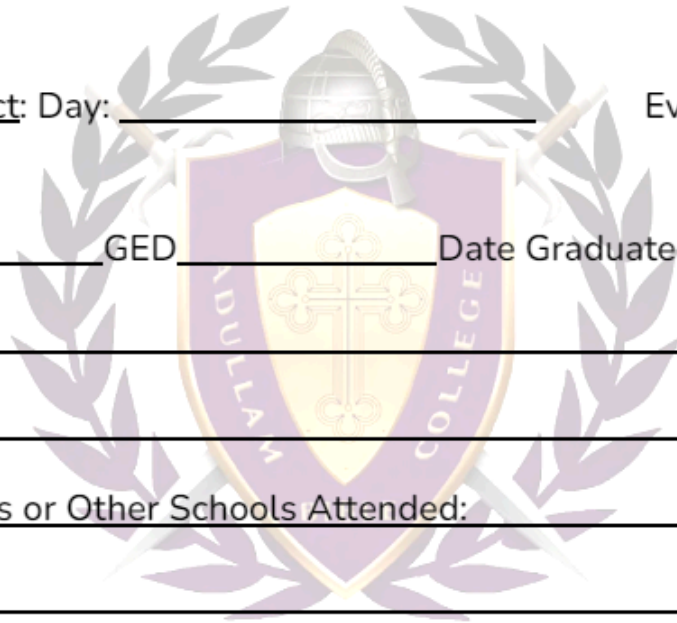 ct: Day: Ev
GED Date Graduate
ADULLAM COLLEGE
s or Other Schools Attended: